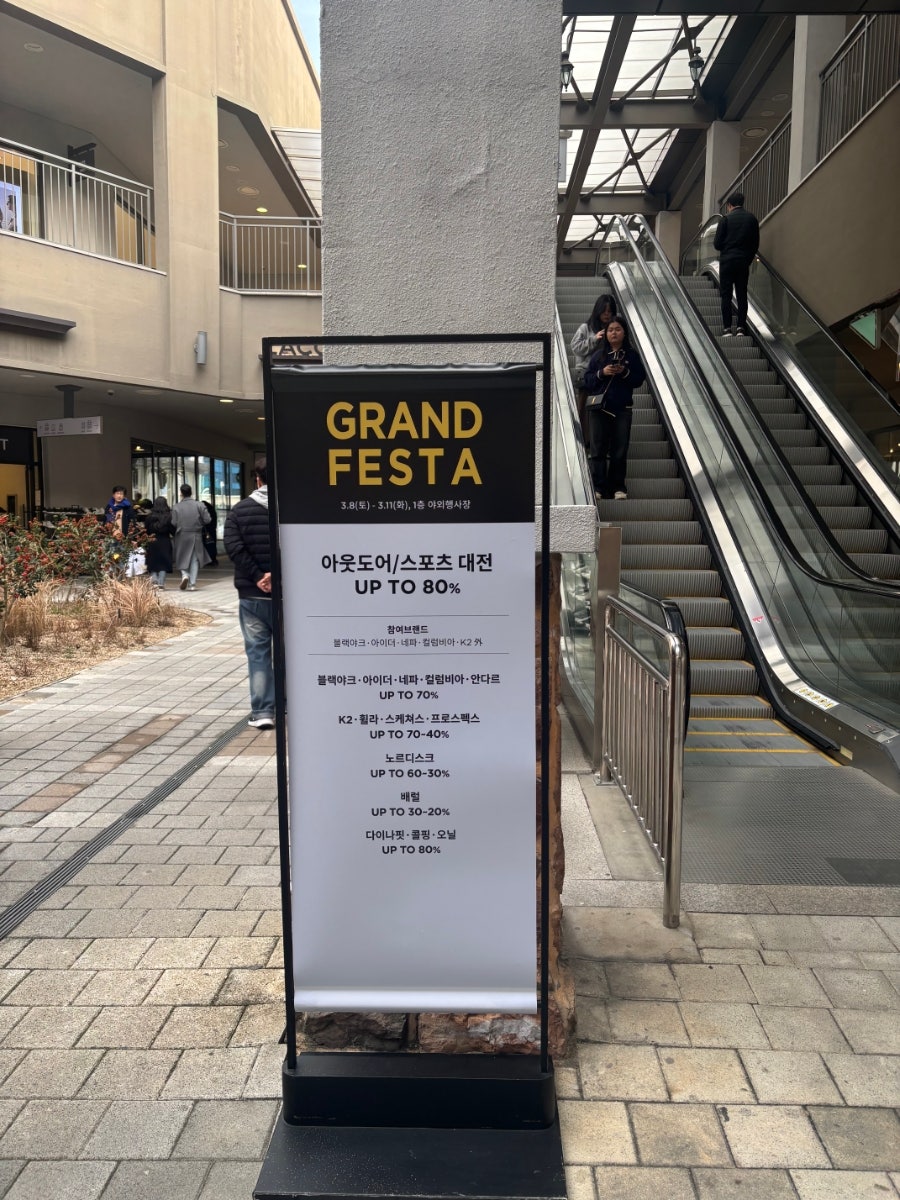 GRAND
FESTA
3.8(토) - 3.11(화), 1층 야외행사장
아웃도어/스포츠 대전
UP TO 80%
참여브랜드
블랙야크·아이더·네파·컬럼비아·K2 外
블랙야크·아이더·네파·컬럼비아·안다르
UP TO 70%
K2·휠라·스케쳐스·프로스펙스
UP TO 70~40%
노르디스크
UP TO 60~30%
배럴
UP TO 30~20%
다이나핏·콜핑·오닐
UP TO 80%